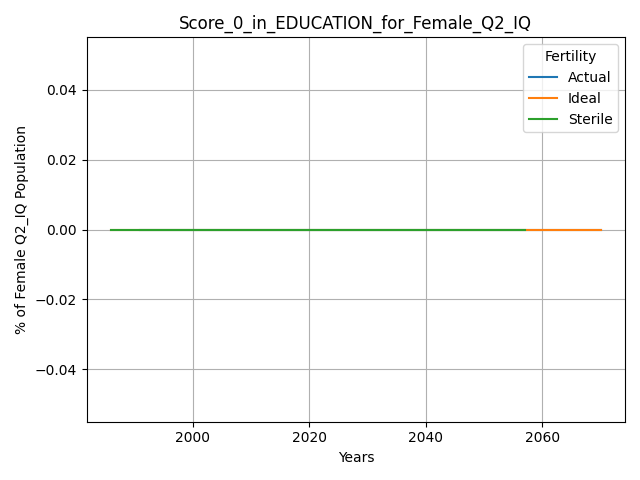 Score_0_in_EDUCATION_for_Female_Q2_IQ
Fertility
Actual
Ideal
Sterile
% of Female Q2_IQ Population
0.04
0.02
0.00
−0.02
−0.04
2000
2020
2040
2060
Years